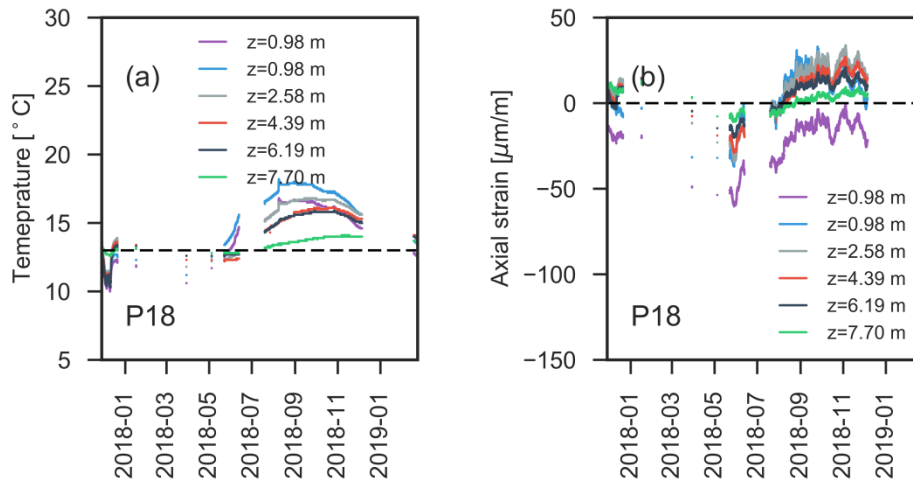 30
25
20
15
10
5
Temeprature [ °C]
(a)
z=0.98 m
z=0.98 m
z=2.58 m
z=4.39 m
z=6.19 m
z=7.70 m
P18
2018-01
2018-03
2018-05
2018-07
2018-09
2018-11
2019-01
50
0
−50
−100
−150
Axial strain [μm/m]
(b)
z=0.98 m
z=0.98 m
z=2.58 m
z=4.39 m
z=6.19 m
z=7.70 m
P18
2018-01
2018-03
2018-05
2018-07
2018-09
2018-11
2019-01